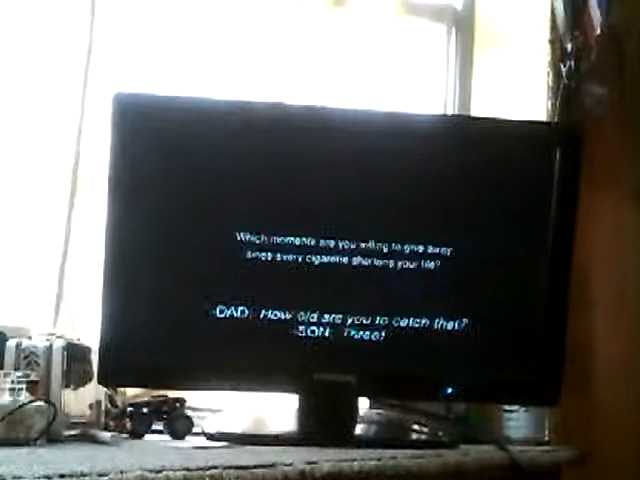 Which moments are you willing to give away
since every cigarette shortens your life?
-DAD: How old are you to catch that?
-SON: Three!